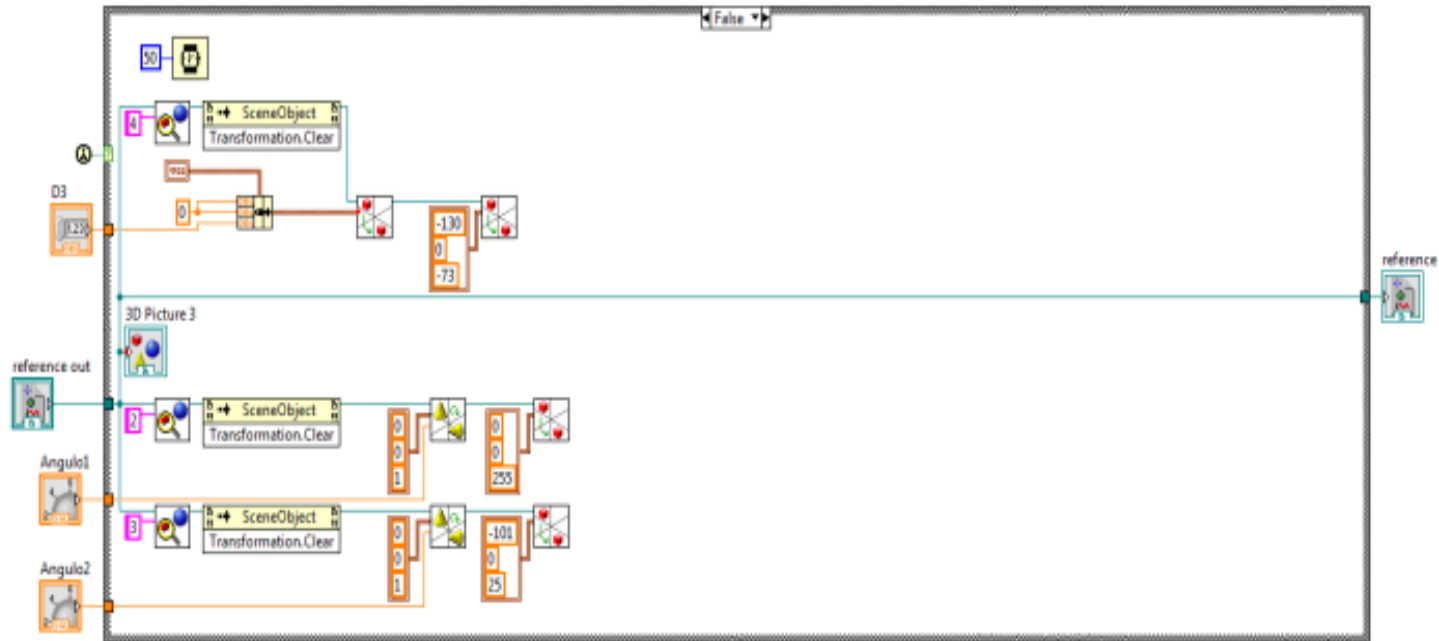 False
50
4
SceneObject
Transformation.Clear
D3
0
1.23
-130
0
-73
reference
3D Picture 3
reference out
2
SceneObject
Transformation.Clear
0
0
1
0
0
255
Angulo1
3
SceneObject
Transformation.Clear
0
0
1
-101
0
25
Angulo2